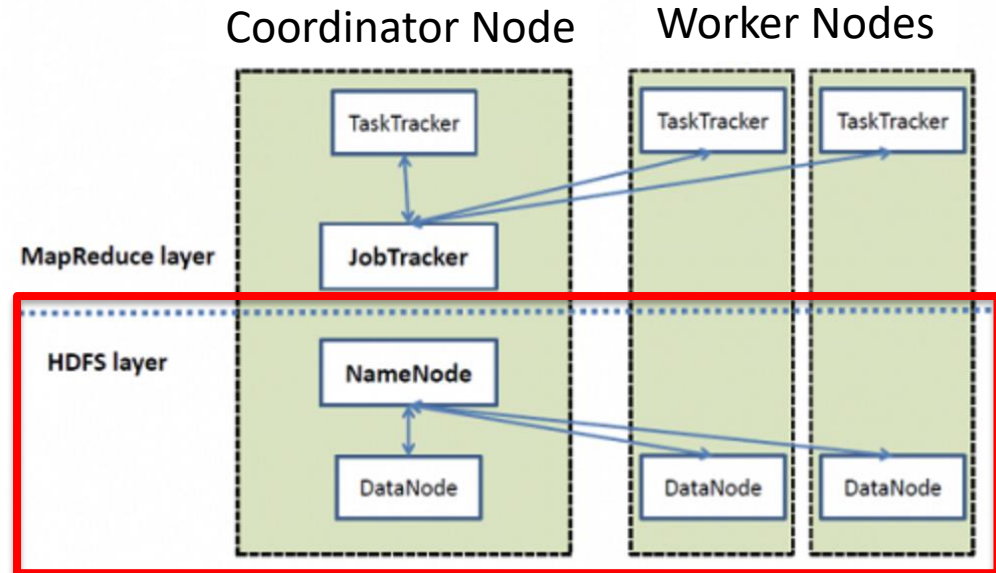 Coordinator Node Worker Nodes
TaskTracker TaskTracker TaskTracker
MapReduce layer JobTracker
HDFS layer NameNode
DataNode DataNode DataNode